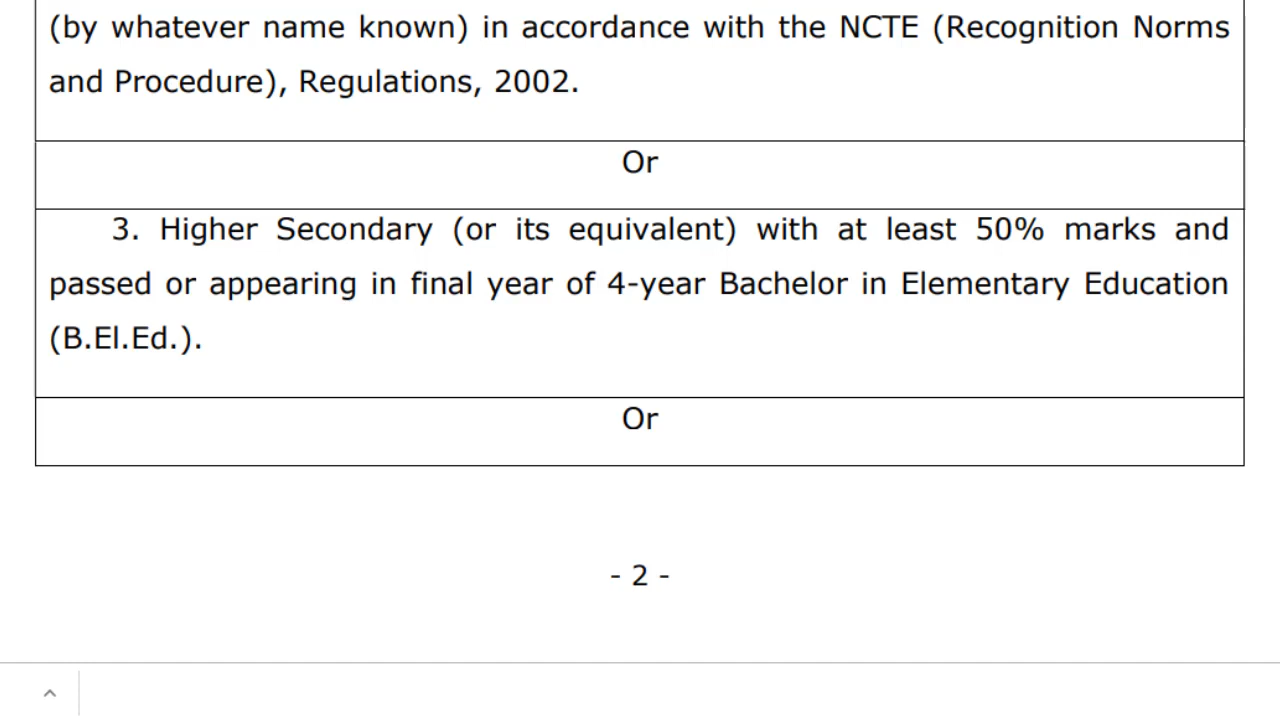 (by whatever name known) in accordance with the NCTE (Recognition Norms
and Procedure), Regulations, 2002.
Or
3. Higher Secondary (or its equivalent) with at least 50% marks and
passed or appearing in final year of 4-year Bachelor in Elementary Education
(B.El.Ed.).
Or
- 2 -